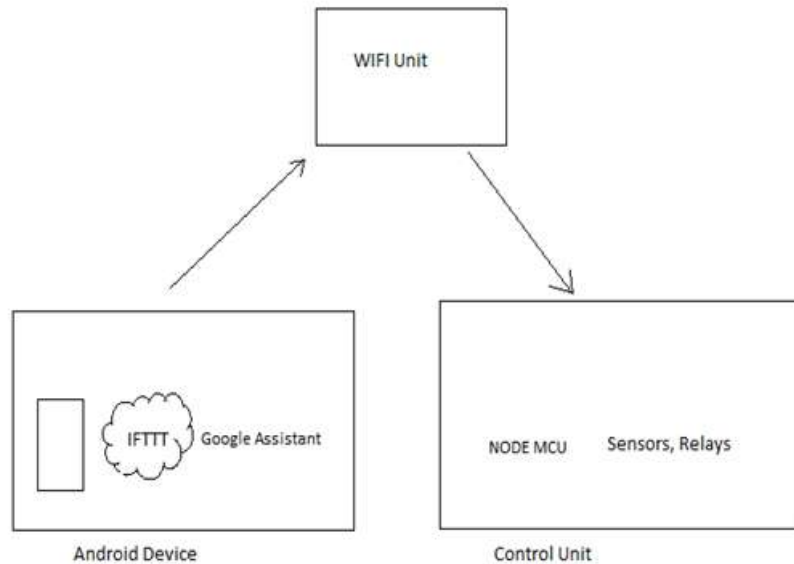 WIFI Unit
IFTTT
Google Assistant
NODE MCU
Sensors, Relays
Android Device
Control Unit